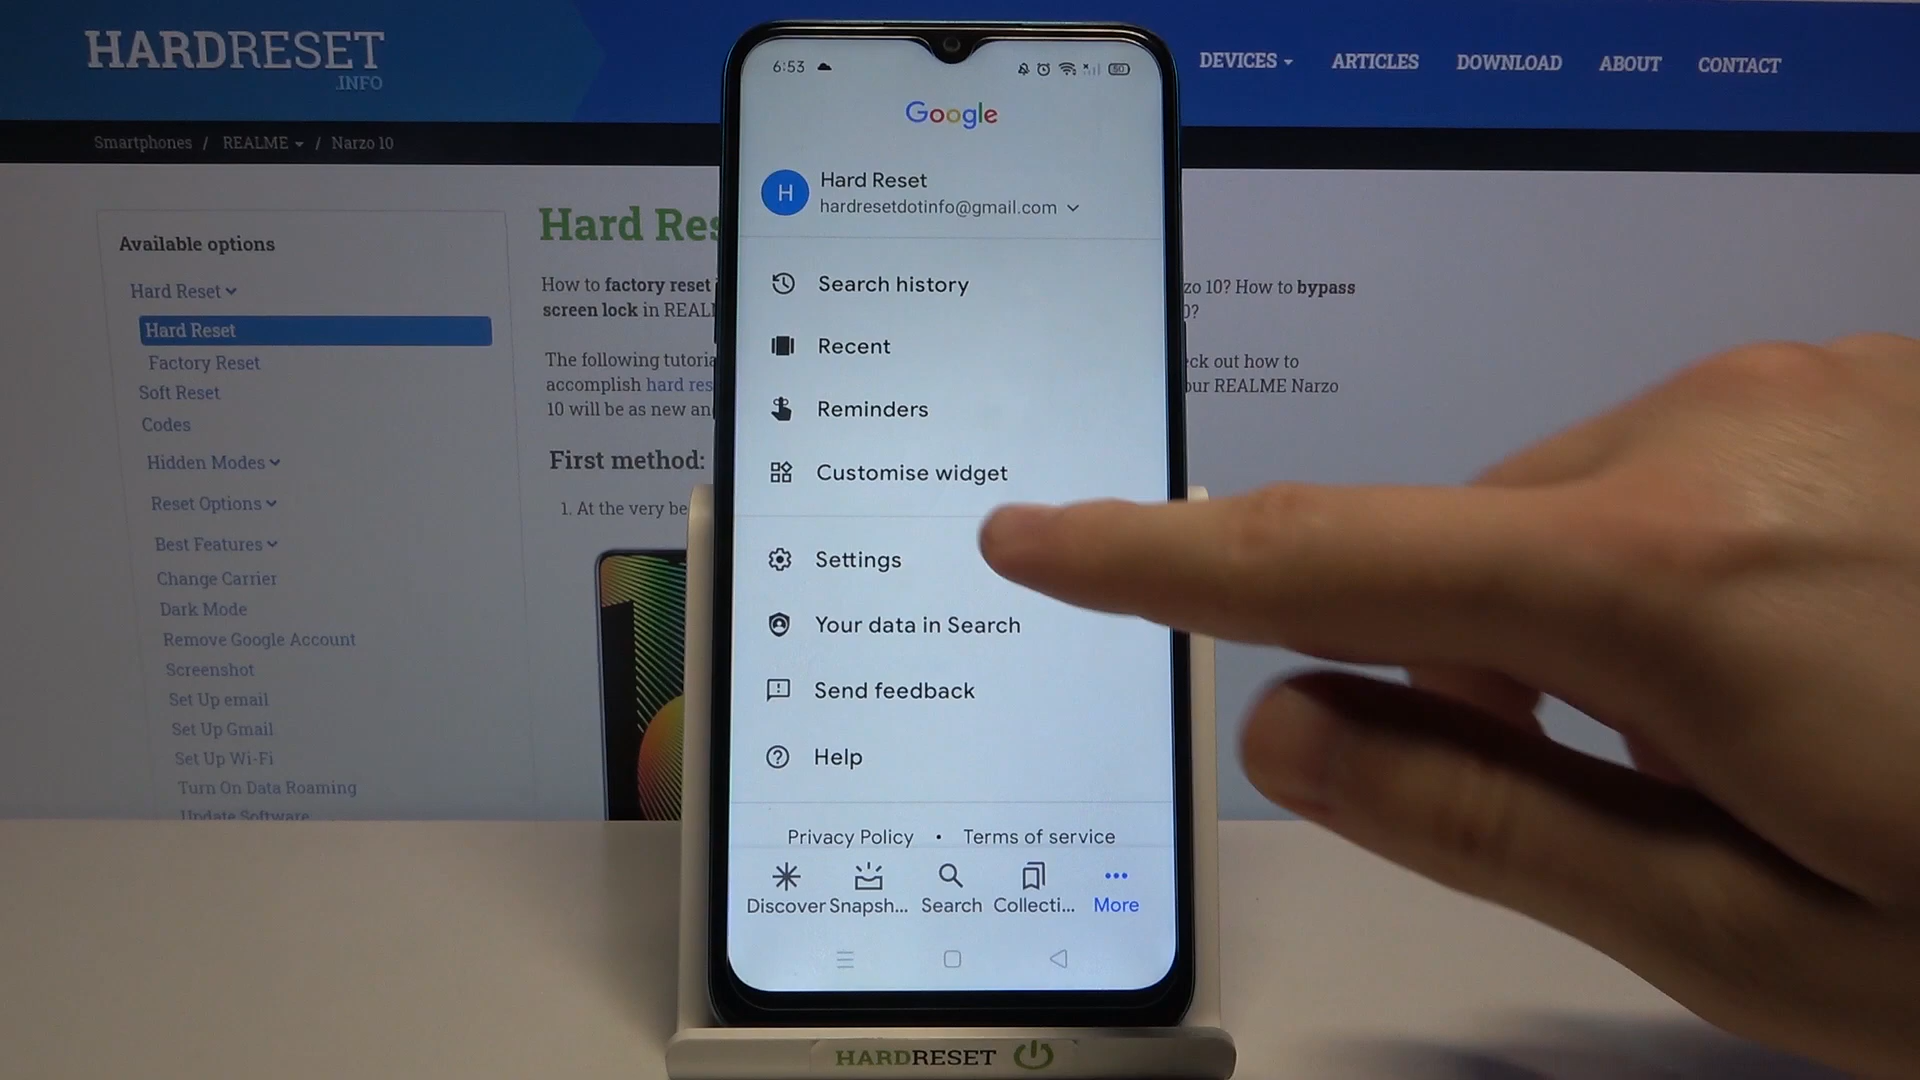 HARDRESET
.INFO
DEVICES
ARTICLES
DOWNLOAD
ABOUT
CONTACT
Smartphones / REALME / Narzo 10
Available options
Hard Reset
Hard Reset
Factory Reset
Soft Reset
Codes
Hidden Modes
Reset Options
Best Features
Change Carrier
Dark Mode
Remove Google Account
Screenshot
Set Up email
Set Up Gmail
Set Up Wi-Fi
Turn On Data Roaming
Update Software
Hard Res
How to factory reset
zo 10? How to bypass
screen lock in REAL
The following tutoria
ck out how to
accomplish hard res
our REALME Narzo
10 will be as new an
First method:
1. At the very be
6:53
50
Google
H
Hard Reset
hardresetdotinfo@gmail.com
Search history
Recent
Reminders
Customise widget
Settings
Your data in Search
Send feedback
Help
Privacy Policy • Terms of service
Discover
Snapsh...
Search
Collecti...
More
HARDRESET